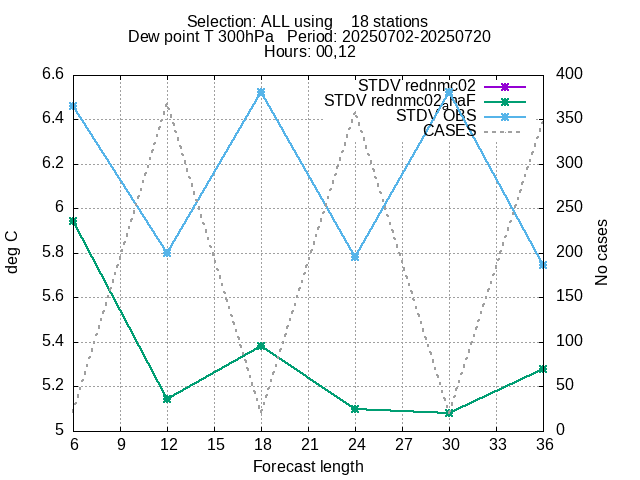 Selection: ALL using    18 stations
Dew point T 300hPa   Period: 20250702-20250720
Hours: 00,12
STDV rednmc02
STDV rednmc02_haF
STDV OBS
CASES
6.6
6.4
6.2
6
5.8
5.6
5.4
5.2
5
400
350
300
250
200
150
100
50
0
deg C
No cases
6 9 12 15 18 21 24 27 30 33 36
Forecast length